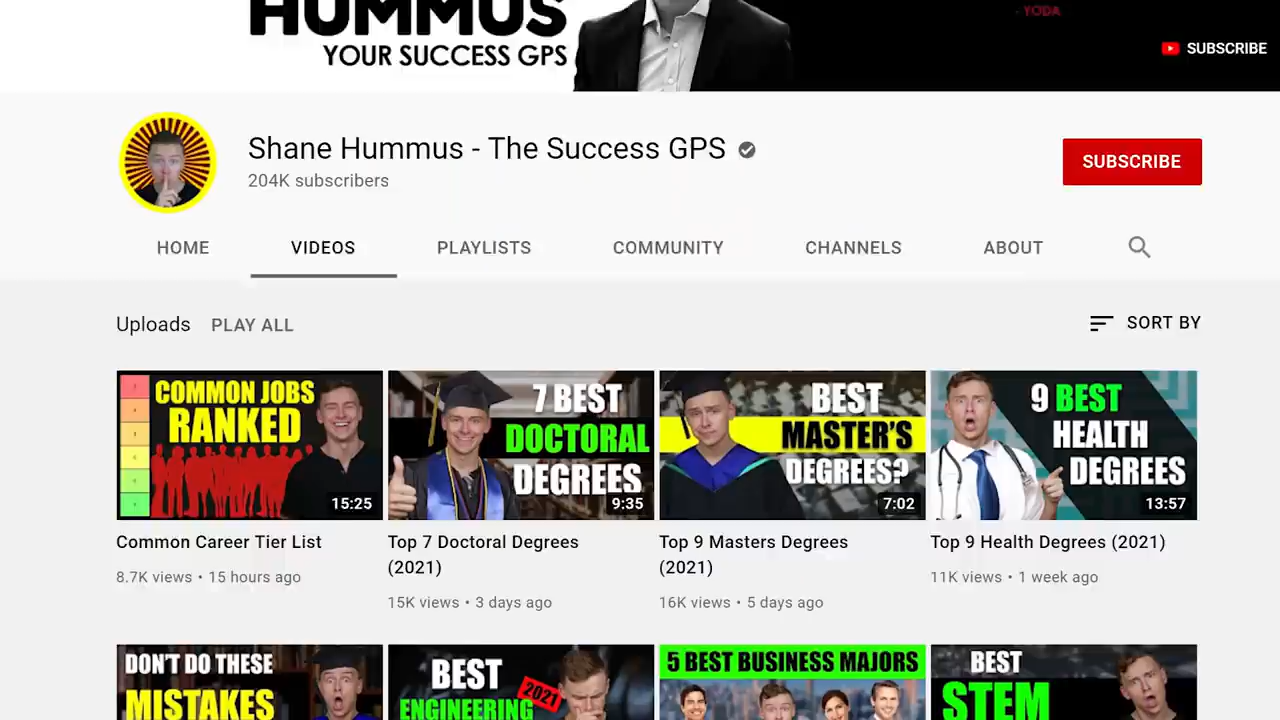 HUMMUS
YOUR SUCCESS GPS
- YODA
SUBSCRIBE
Shane Hummus - The Success GPS
204K subscribers
SUBSCRIBE
HOME VIDEOS PLAYLISTS COMMUNITY CHANNELS ABOUT
Uploads PLAY ALL
SORT BY
COMMON JOBS
RANKED
15:25
7 BEST
DOCTORAL
DEGREES
9:35
BEST
MASTER'S
DEGREES?
7:02
9 BEST
HEALTH
DEGREES
13:57
Common Career Tier List
8.7K views • 15 hours ago
Top 7 Doctoral Degrees
(2021)
15K views • 3 days ago
Top 9 Masters Degrees
(2021)
16K views • 5 days ago
Top 9 Health Degrees (2021)
11K views • 1 week ago
DON'T DO THESE
MISTAKES
BEST
2021
ENGINEERING
5 BEST BUSINESS MAJORS
BEST
STEM